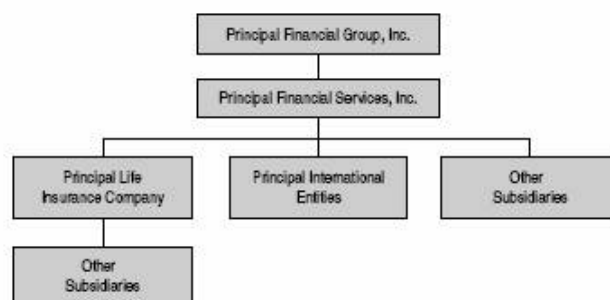 Principal Financial Group, Inc.
Principal Financial Services, Inc.
Principal Life
Insurance Company
Principal International
Entities
Other
Subsidiaries
Other
Subsidiaries